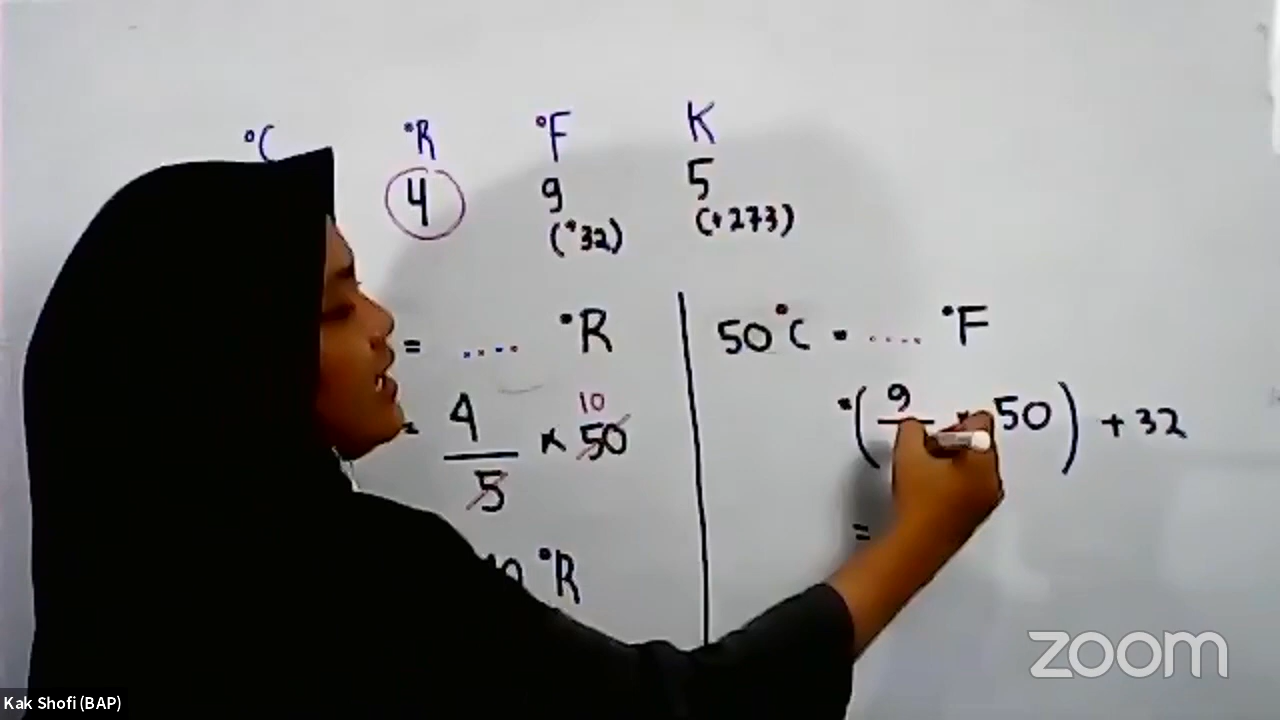 °C °R °F K
4 9 5
(+32) (+273)
= .... °R
50°C = .... °F
= 4/5 × 50 10
= (9 × 50) + 32
°R
=
zoom
Kak Shofi (BAP)